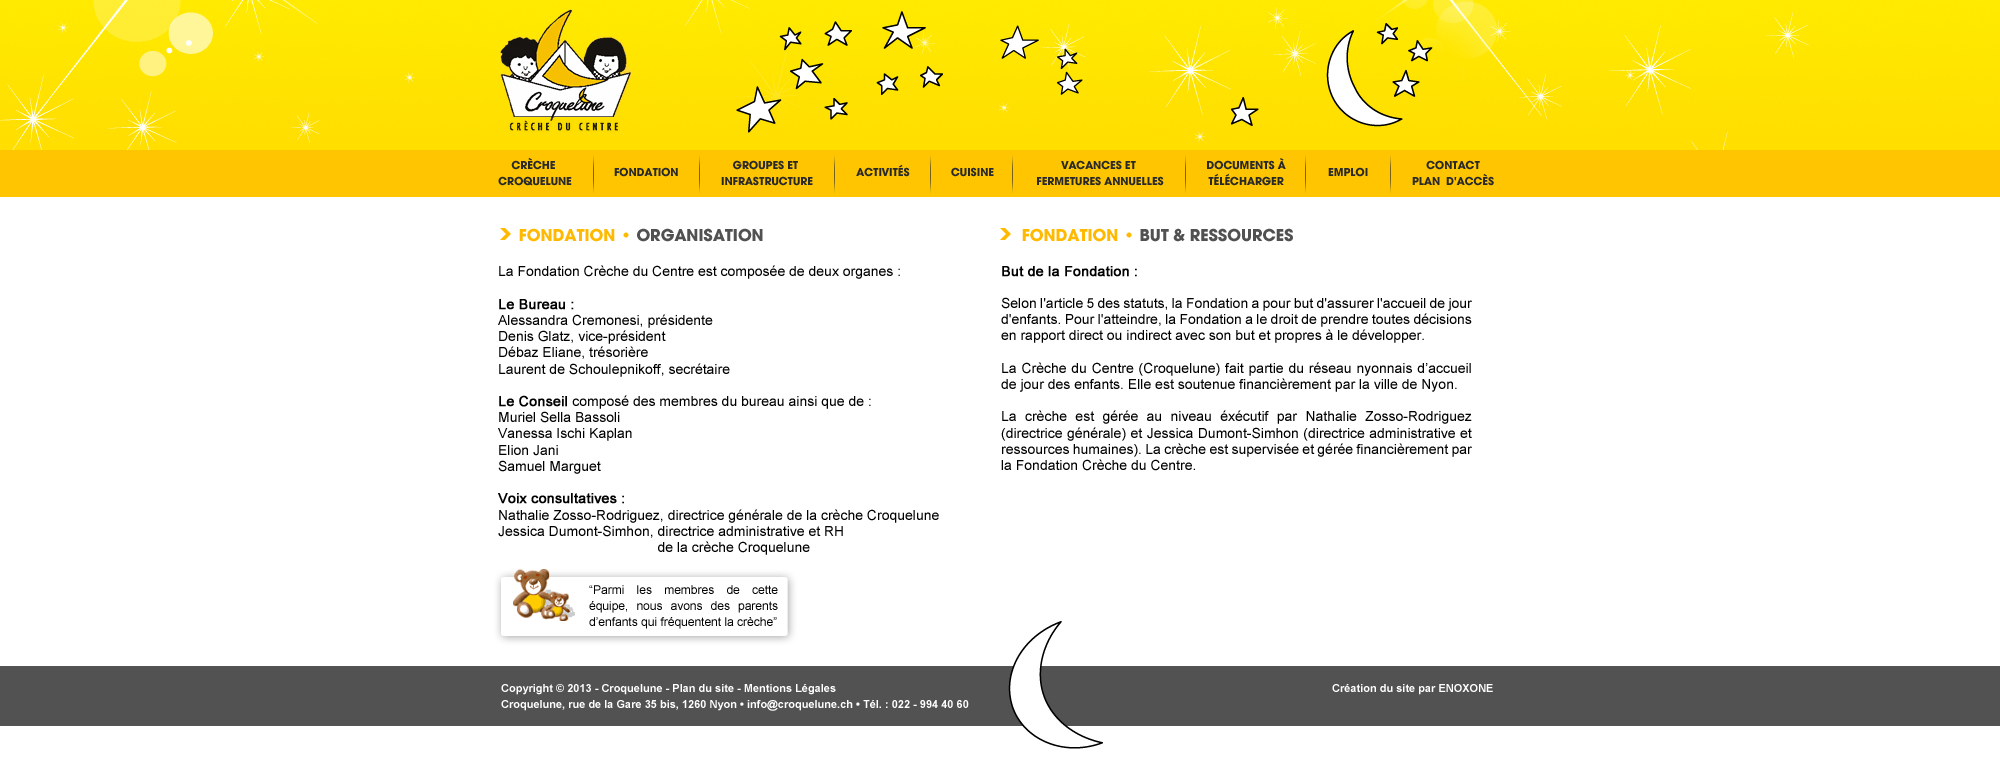 Croquelune
CRÈCHE DU CENTRE
CRÈCHE
CROQUELUNE
FONDATION
GROUPES ET
INFRASTRUCTURE
ACTIVITÉS
CUISINE
VACANCES ET
FERMETURES ANNUELLES
DOCUMENTS À
TÉLÉCHARGER
EMPLOI
CONTACT
PLAN D'ACCÈS
FONDATION • ORGANISATION
La Fondation Crèche du Centre est composée de deux organes :
Le Bureau :
Alessandra Cremonesi, présidente
Denis Glatz, vice-président
Débaz Eliane, trésorière
Laurent de Schoulepnikoff, secrétaire
Le Conseil composé des membres du bureau ainsi que de :
Muriel Sella Bassoli
Vanessa Ischi Kaplan
Elion Jani
Samuel Marguet
Voix consultatives :
Nathalie Zosso-Rodriguez, directrice générale de la crèche Croquelune
Jessica Dumont-Simhon, directrice administrative et RH
de la crèche Croquelune
“Parmi les membres de cette
équipe, nous avons des parents
d’enfants qui fréquentent la crèche”
FONDATION • BUT & RESSOURCES
But de la Fondation :
Selon l'article 5 des statuts, la Fondation a pour but d'assurer l'accueil de jour
d'enfants. Pour l'atteindre, la Fondation a le droit de prendre toutes décisions
en rapport direct ou indirect avec son but et propres à le développer.
La Crèche du Centre (Croquelune) fait partie du réseau nyonnais d’accueil
de jour des enfants. Elle est soutenue financièrement par la ville de Nyon.
La crèche est gérée au niveau éxécutif par Nathalie Zosso-Rodriguez
(directrice générale) et Jessica Dumont-Simhon (directrice administrative et
ressources humaines). La crèche est supervisée et gérée financièrement par
la Fondation Crèche du Centre.
Copyright © 2013 - Croquelune - Plan du site - Mentions Légales
Croquelune, rue de la Gare 35 bis, 1260 Nyon • info@croquelune.ch • Tél. : 022 - 994 40 60
Création du site par ENOXONE